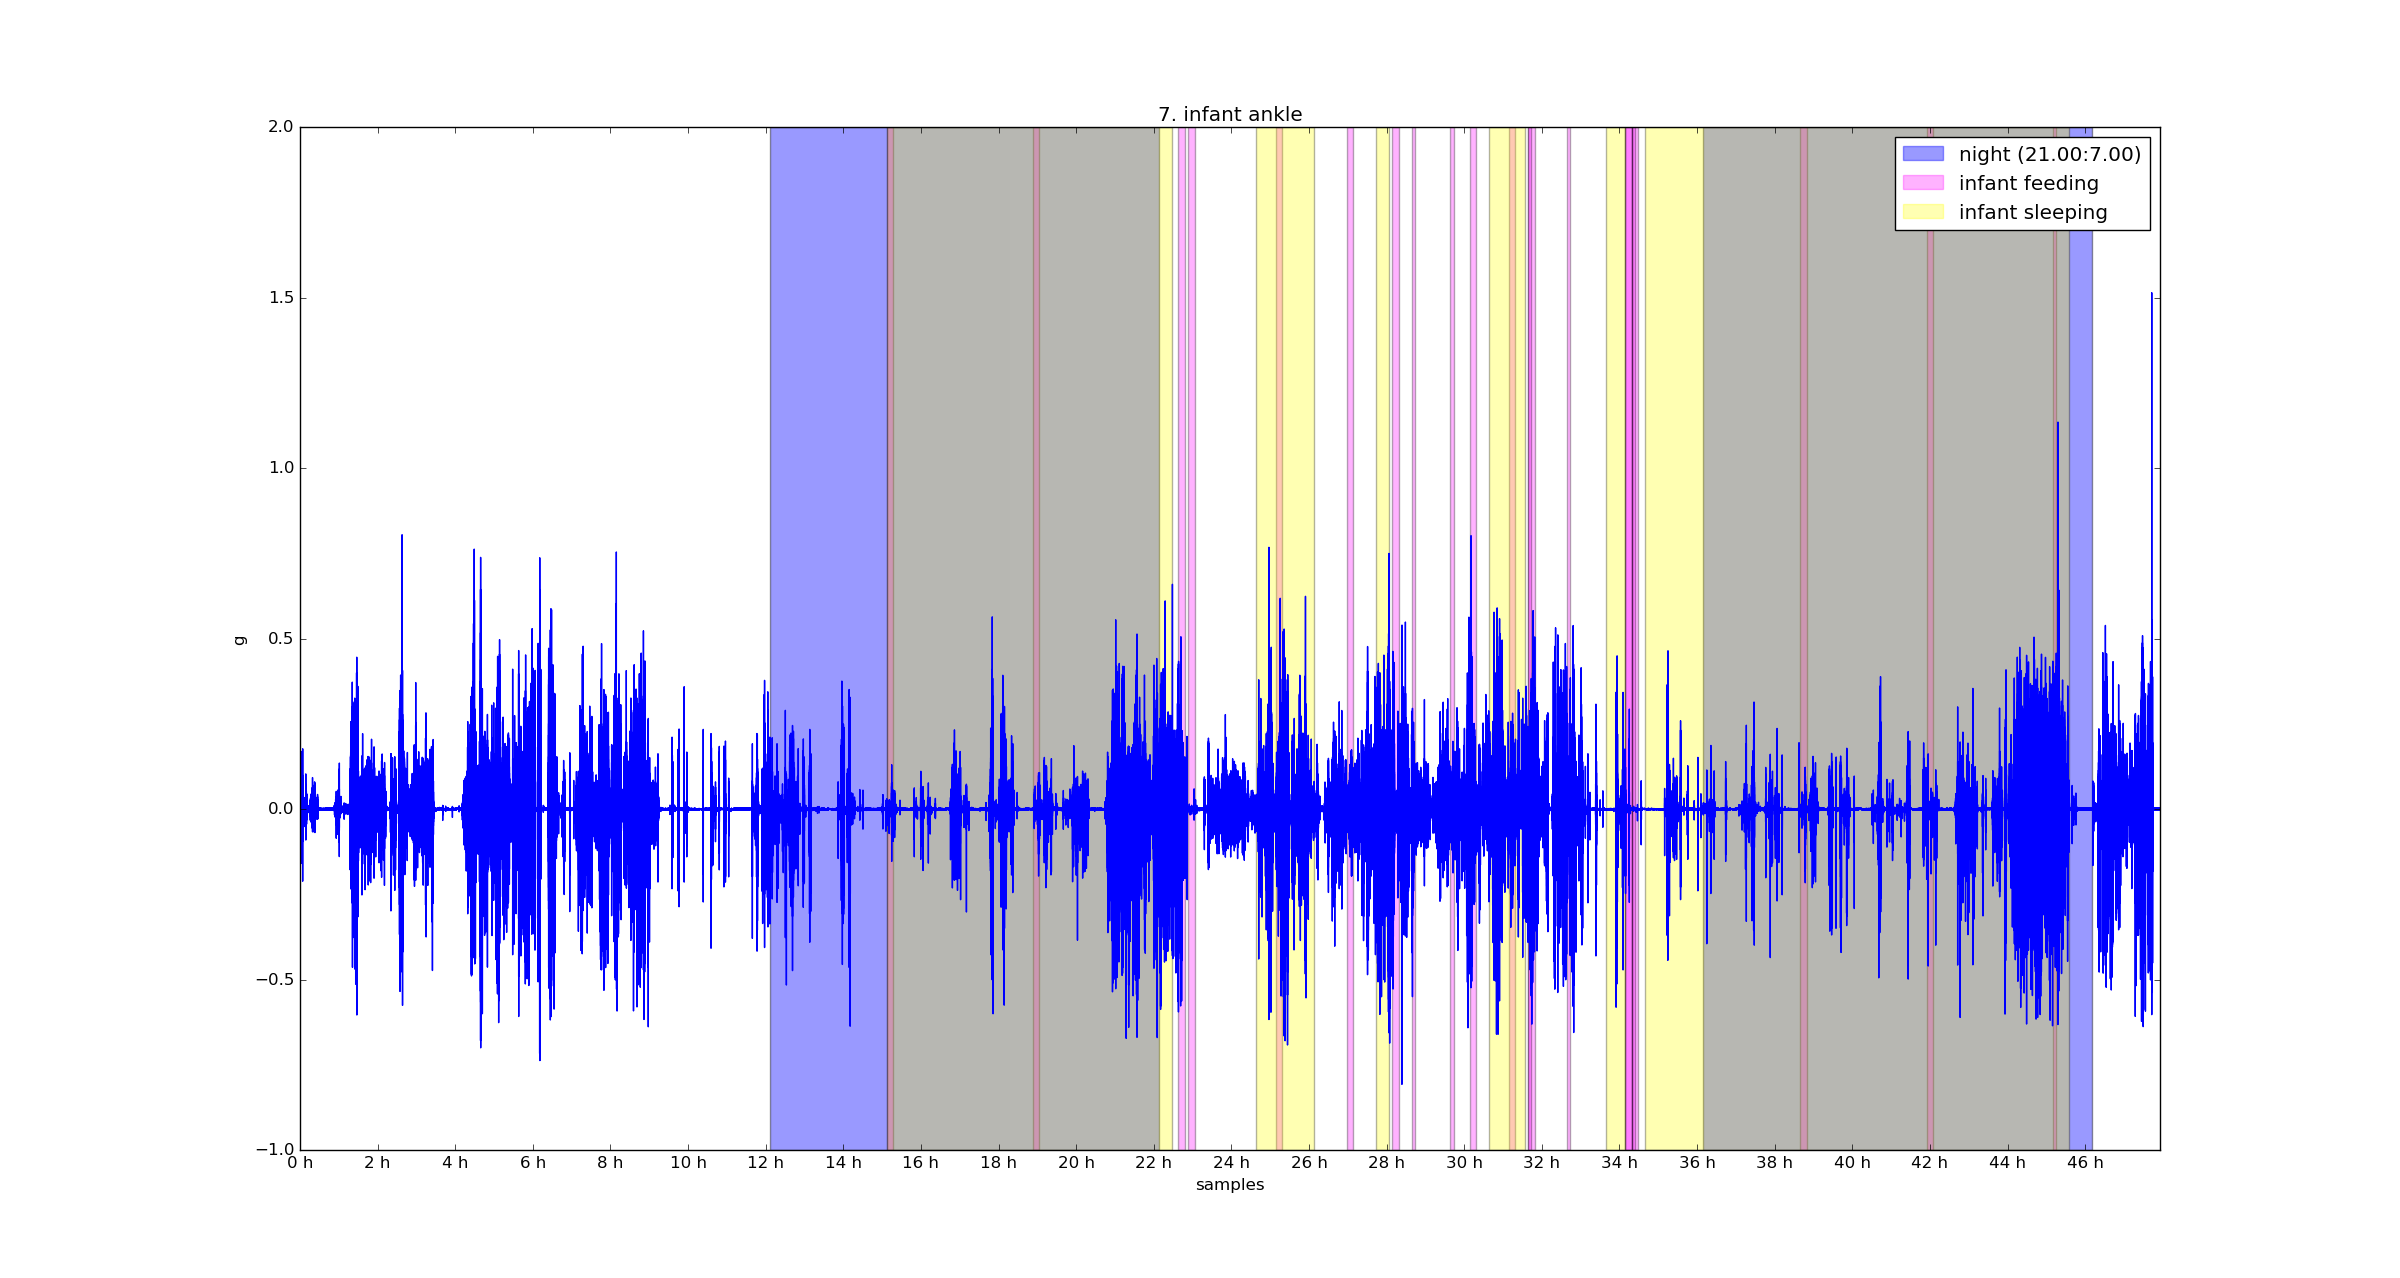 7. infant ankle
2.0
1.5
1.0
0.5
0.0
−0.5
−1.0
g
night (21.00:7.00)
infant feeding
infant sleeping
0 h 2 h 4 h 6 h 8 h 10 h 12 h 14 h 16 h 18 h 20 h 22 h 24 h 26 h 28 h 30 h 32 h 34 h 36 h 38 h 40 h 42 h 44 h 46 h
samples